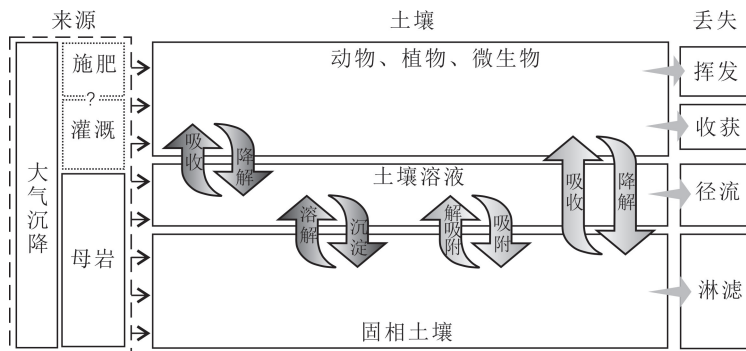 来源
土壤
丢失
施肥
?
灌溉
大气沉降
母岩
动物、植物、微生物
吸收
降解
土壤溶液
溶解
沉淀
解吸附
吸附
吸收
降解
固相土壤
挥发
收获
径流
淋滤